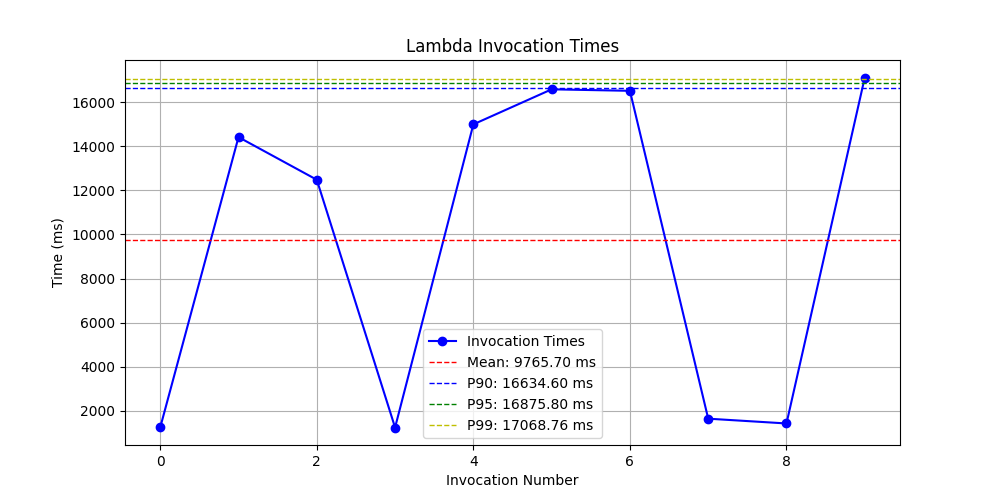 Lambda Invocation Times
Time (ms)
16000
14000
12000
10000
8000
6000
4000
2000
Invocation Times
Mean: 9765.70 ms
P90: 16634.60 ms
P95: 16875.80 ms
P99: 17068.76 ms
0 2 4 6 8
Invocation Number